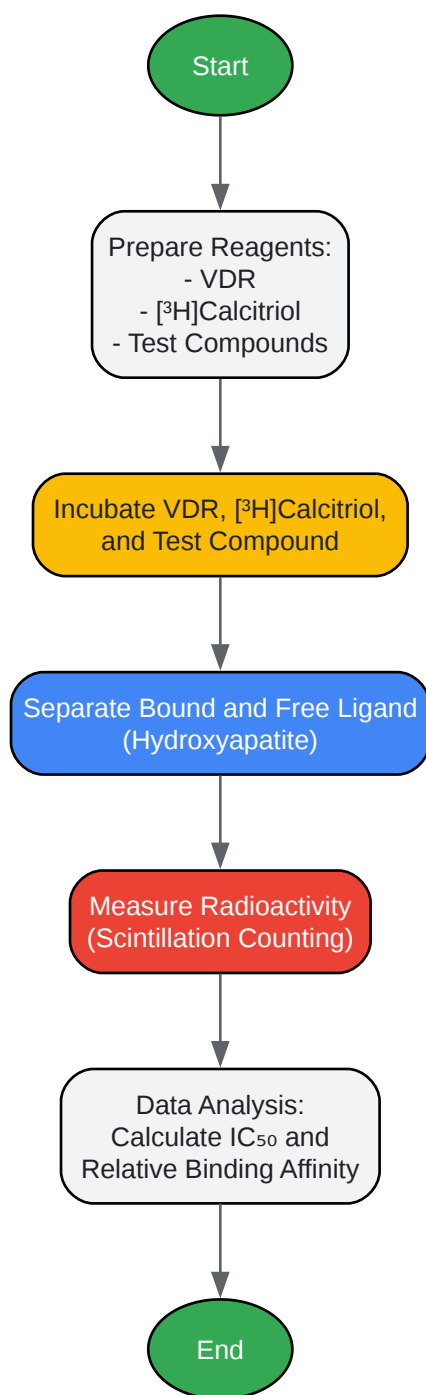 Start
Prepare Reagents:
- VDR
- [³H]Calcitriol
- Test Compounds
Incubate VDR, [³H]Calcitriol,
and Test Compound
Separate Bound and Free Ligand
(Hydroxyapatite)
Measure Radioactivity
(Scintillation Counting)
Data Analysis:
Calculate IC₅₀ and
Relative Binding Affinity
End